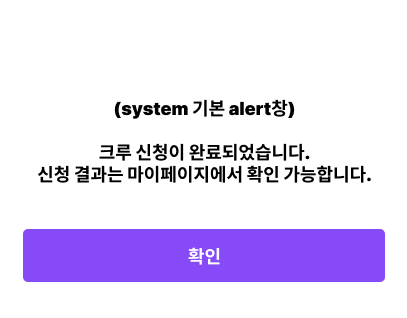 (system 기본 alert창)
크루 신청이 완료되었습니다.
신청 결과는 마이페이지에서 확인 가능합니다.
확인